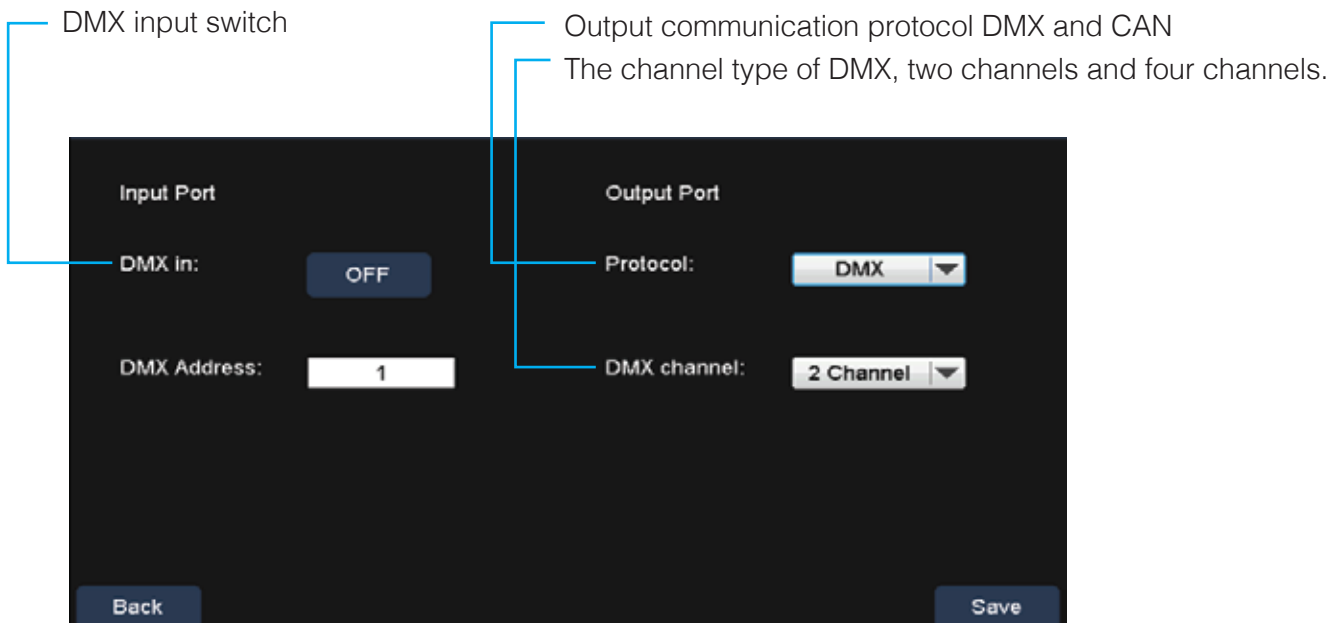 DMX input switch
Output communication protocol DMX and CAN
The channel type of DMX, two channels and four channels.
Input Port
Output Port
DMX in:
OFF
Protocol:
DMX
DMX Address:
1
DMX channel:
2 Channel
Back
Save